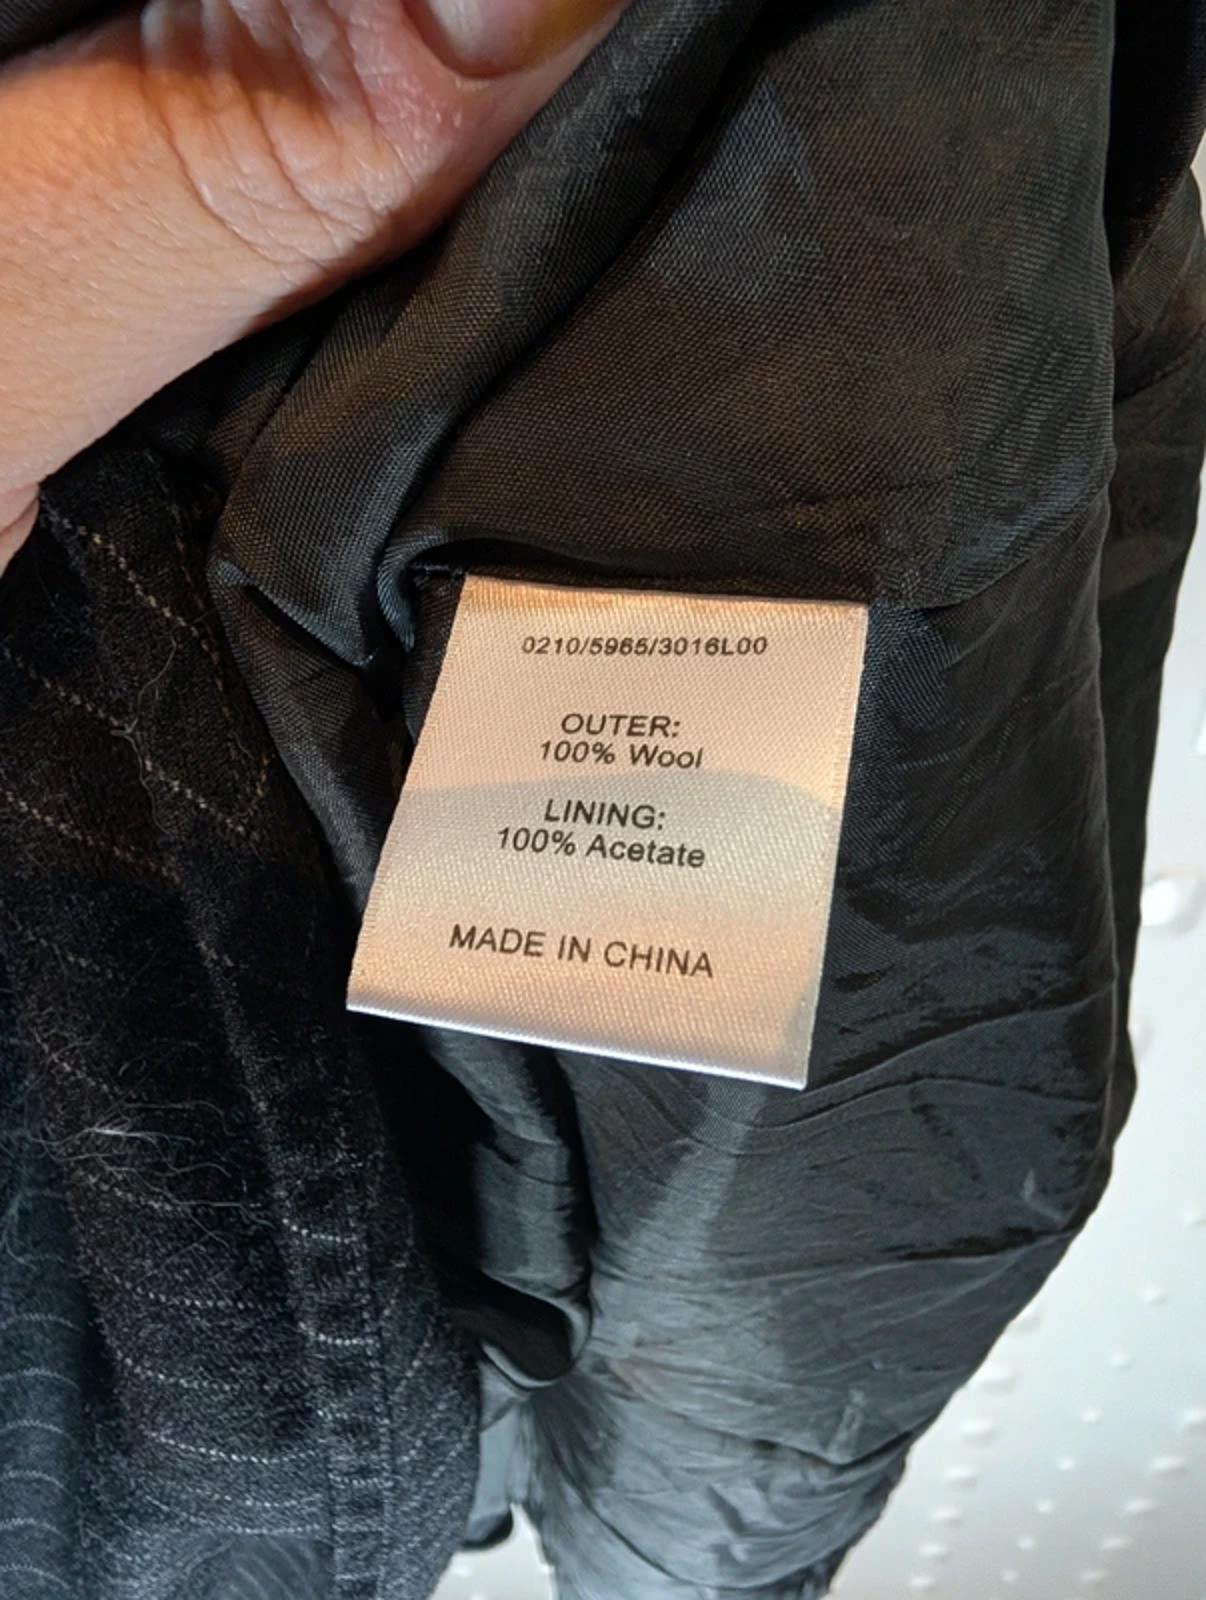 0210/5965/3016L00
OUTER:
100% Wool
LINING:
100% Acetate
MADE IN CHINA